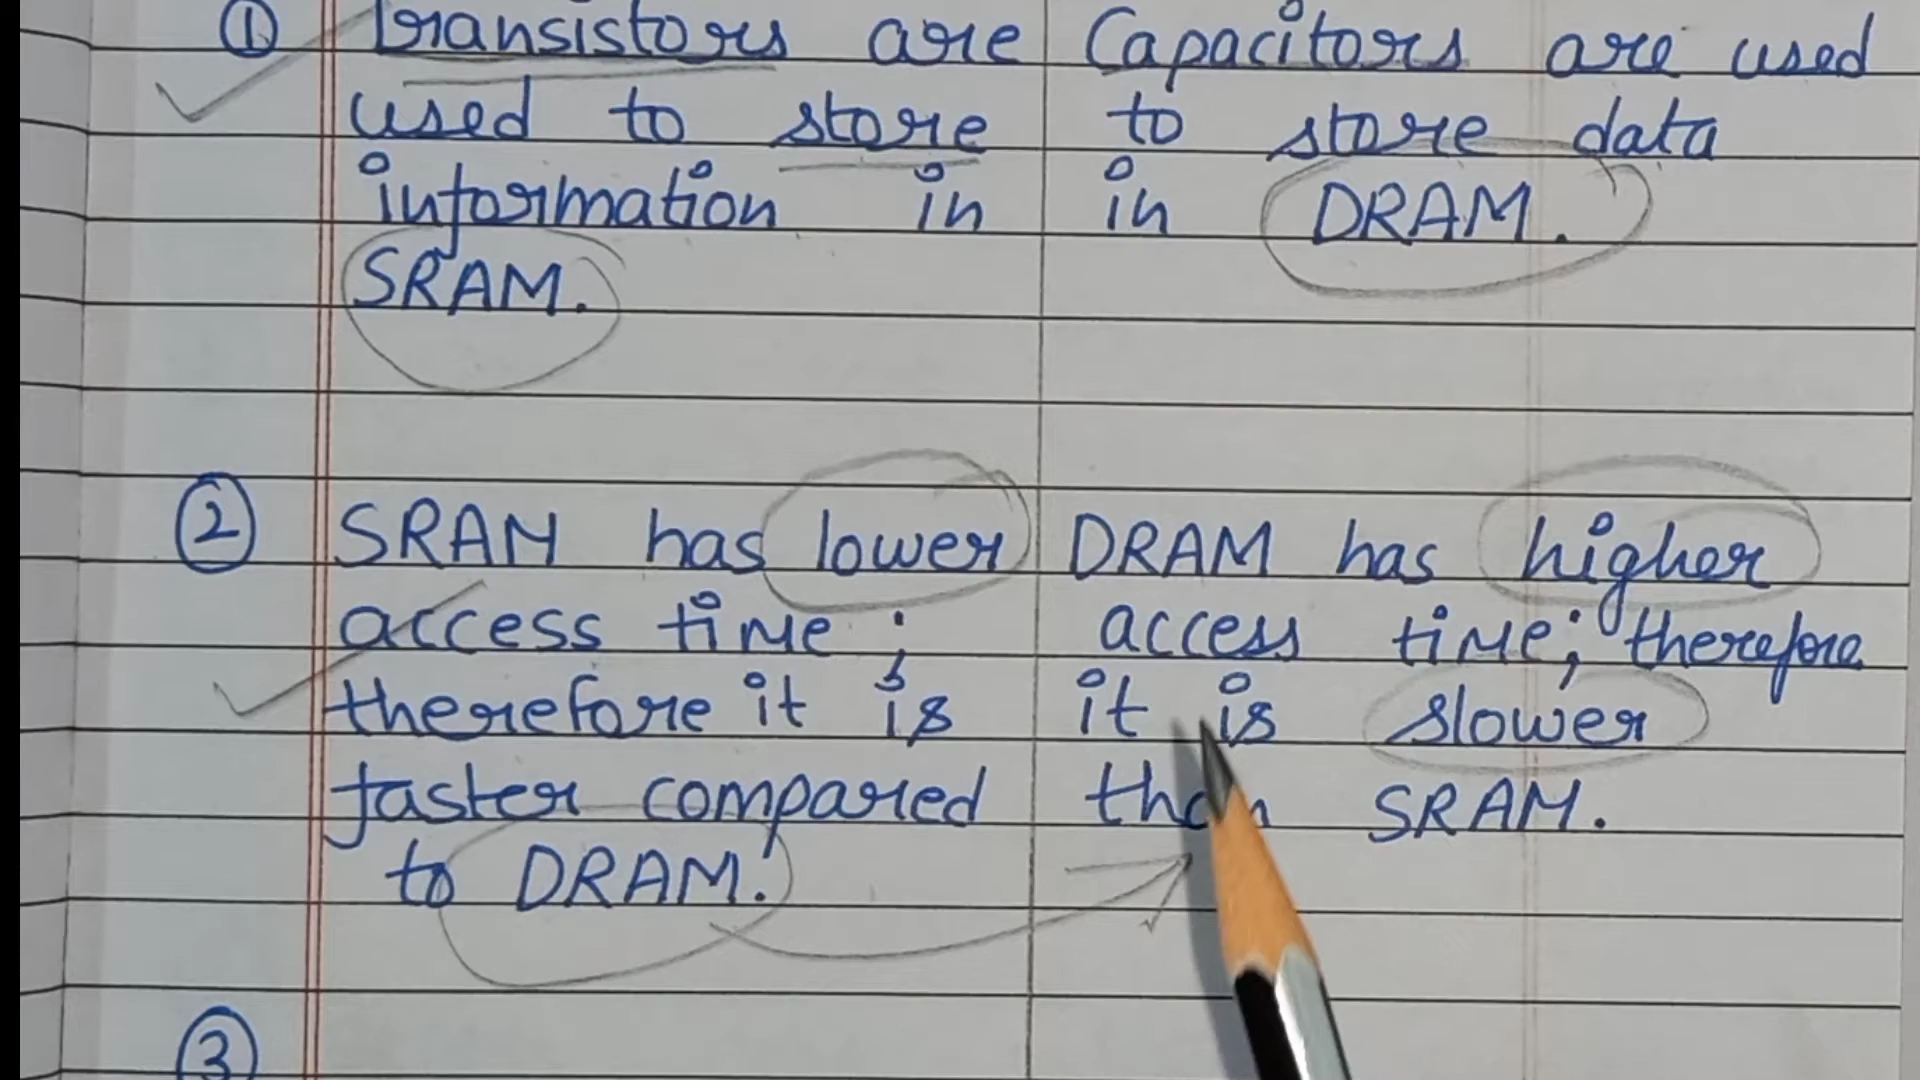 ① Transistors are
used to store
information in
SRAM.
Capacitors are used
to store data
in DRAM.
② SRAM has lower
access time;
therefore it is
faster compared
to DRAM.
DRAM has higher
access time; therefore
it is slower
than SRAM.
③